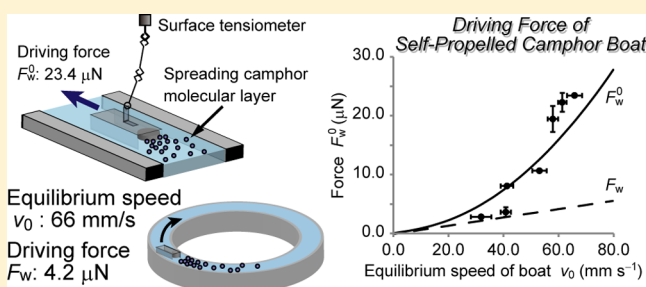 Surface tensiometer
Driving force
F⁰w: 23.4 μN
Spreading camphor
molecular layer
Equilibrium speed
v0 : 66 mm/s
Driving force
Fw: 4.2 μN
Driving Force of
Self-Propelled Camphor Boat
30.0
20.0
10.0
0.0
Force F⁰w (μN)
F⁰w
Fw
0.0 20.0 40.0 60.0 80.0
Equilibrium speed of boat v0 (mm s⁻¹)